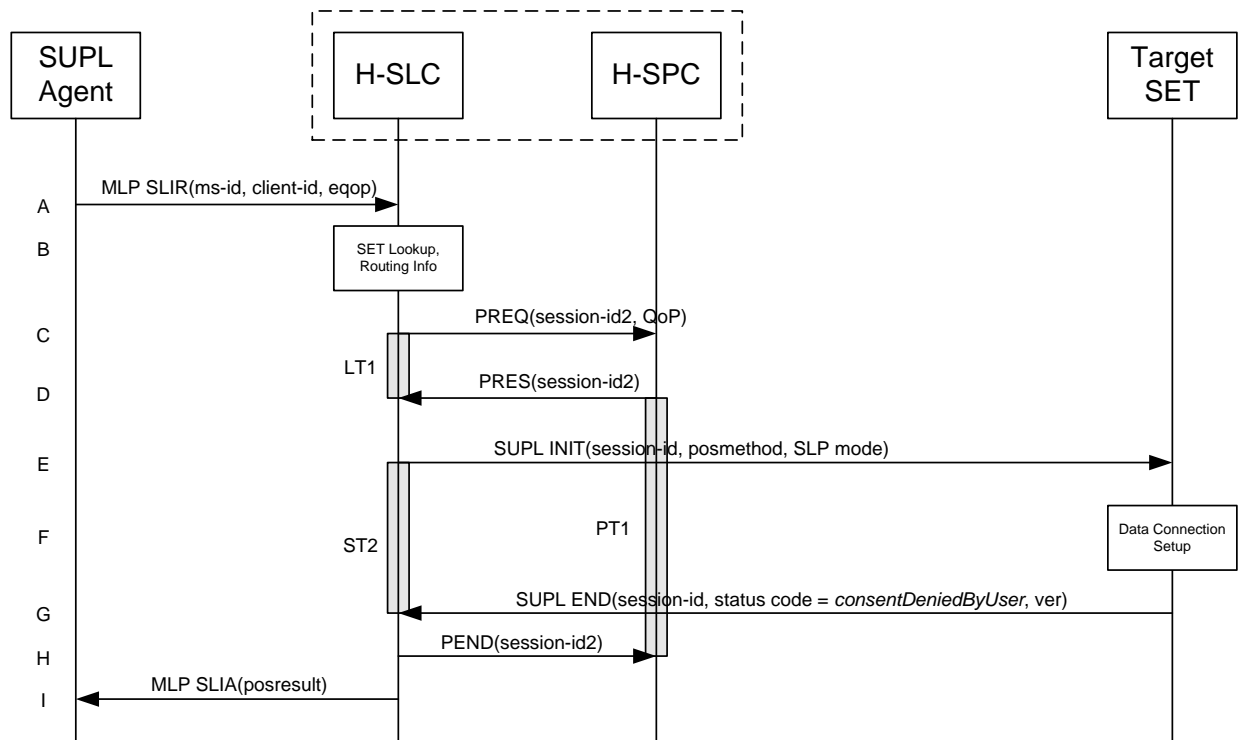 SUPL
Agent
H-SLC
H-SPC
Target
SET
A
MLP SLIR(ms-id, client-id, eqop)
B
SET Lookup,
Routing Info
C
PREQ(session-id2, QoP)
LT1
D
PRES(session-id2)
E
SUPL INIT(session-id, posmethod, SLP mode)
F
ST2
PT1
Data Connection
Setup
G
SUPL END(session-id, status code = consentDeniedByUser, ver)
H
PEND(session-id2)
I
MLP SLIA(posresult)